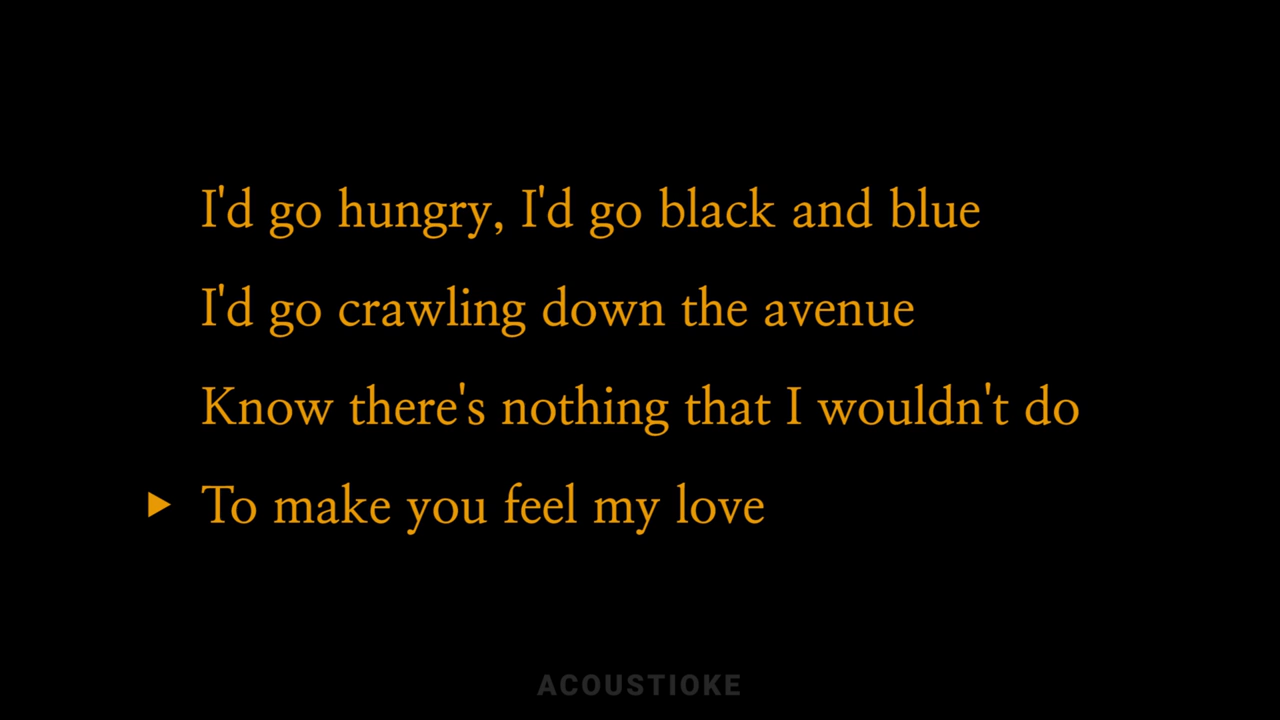 I'd go hungry, I'd go black and blue
I'd go crawling down the avenue
Know there's nothing that I wouldn't do
To make you feel my love
ACOUSTIOKE